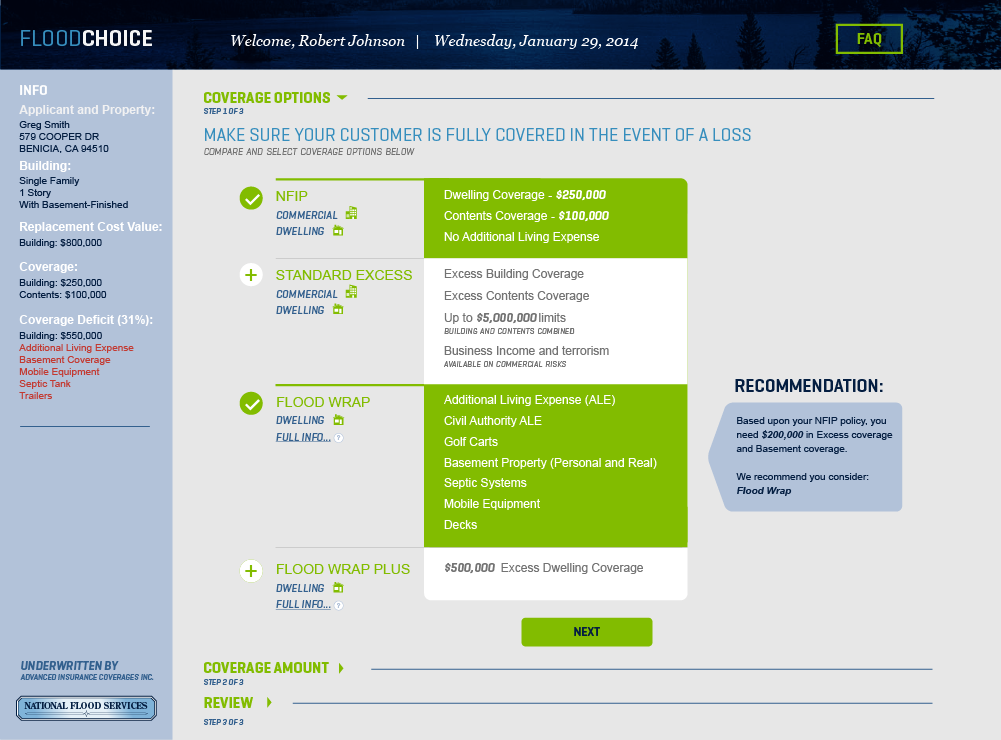 FLOODCHOICE
Welcome, Robert Johnson | Wednesday, January 29, 2014
FAQ
INFO
Applicant and Property:
Greg Smith
579 COOPER DR
BENICIA, CA 94510
Building:
Single Family
1 Story
With Basement-Finished
Replacement Cost Value:
Building: $800,000
Coverage:
Building: $250,000
Contents: $100,000
Coverage Deficit (31%):
Building: $550,000
Additional Living Expense
Basement Coverage
Mobile Equipment
Septic Tank
Trailers
UNDERWRITTEN BY
ADVANCED INSURANCE COVERAGES INC.
NATIONAL FLOOD SERVICES
COVERAGE OPTIONS
STEP 1 OF 3
MAKE SURE YOUR CUSTOMER IS FULLY COVERED IN THE EVENT OF A LOSS
COMPARE AND SELECT COVERAGE OPTIONS BELOW
NFIP
COMMERCIAL
DWELLING
Dwelling Coverage - $250,000
Contents Coverage - $100,000
No Additional Living Expense
STANDARD EXCESS
COMMERCIAL
DWELLING
Excess Building Coverage
Excess Contents Coverage
Up to $5,000,000 limits
BUILDING AND CONTENTS COMBINED
Business Income and terrorism
AVAILABLE ON COMMERCIAL RISKS
FLOOD WRAP
DWELLING
FULL INFO... ?
Additional Living Expense (ALE)
Civil Authority ALE
Golf Carts
Basement Property (Personal and Real)
Septic Systems
Mobile Equipment
Decks
RECOMMENDATION:
Based upon your NFIP policy, you
need $200,000 in Excess coverage
and Basement coverage.
We recommend you consider:
Flood Wrap
FLOOD WRAP PLUS
DWELLING
FULL INFO... ?
$500,000 Excess Dwelling Coverage
NEXT
COVERAGE AMOUNT
STEP 2 OF 3
REVIEW
STEP 3 OF 3